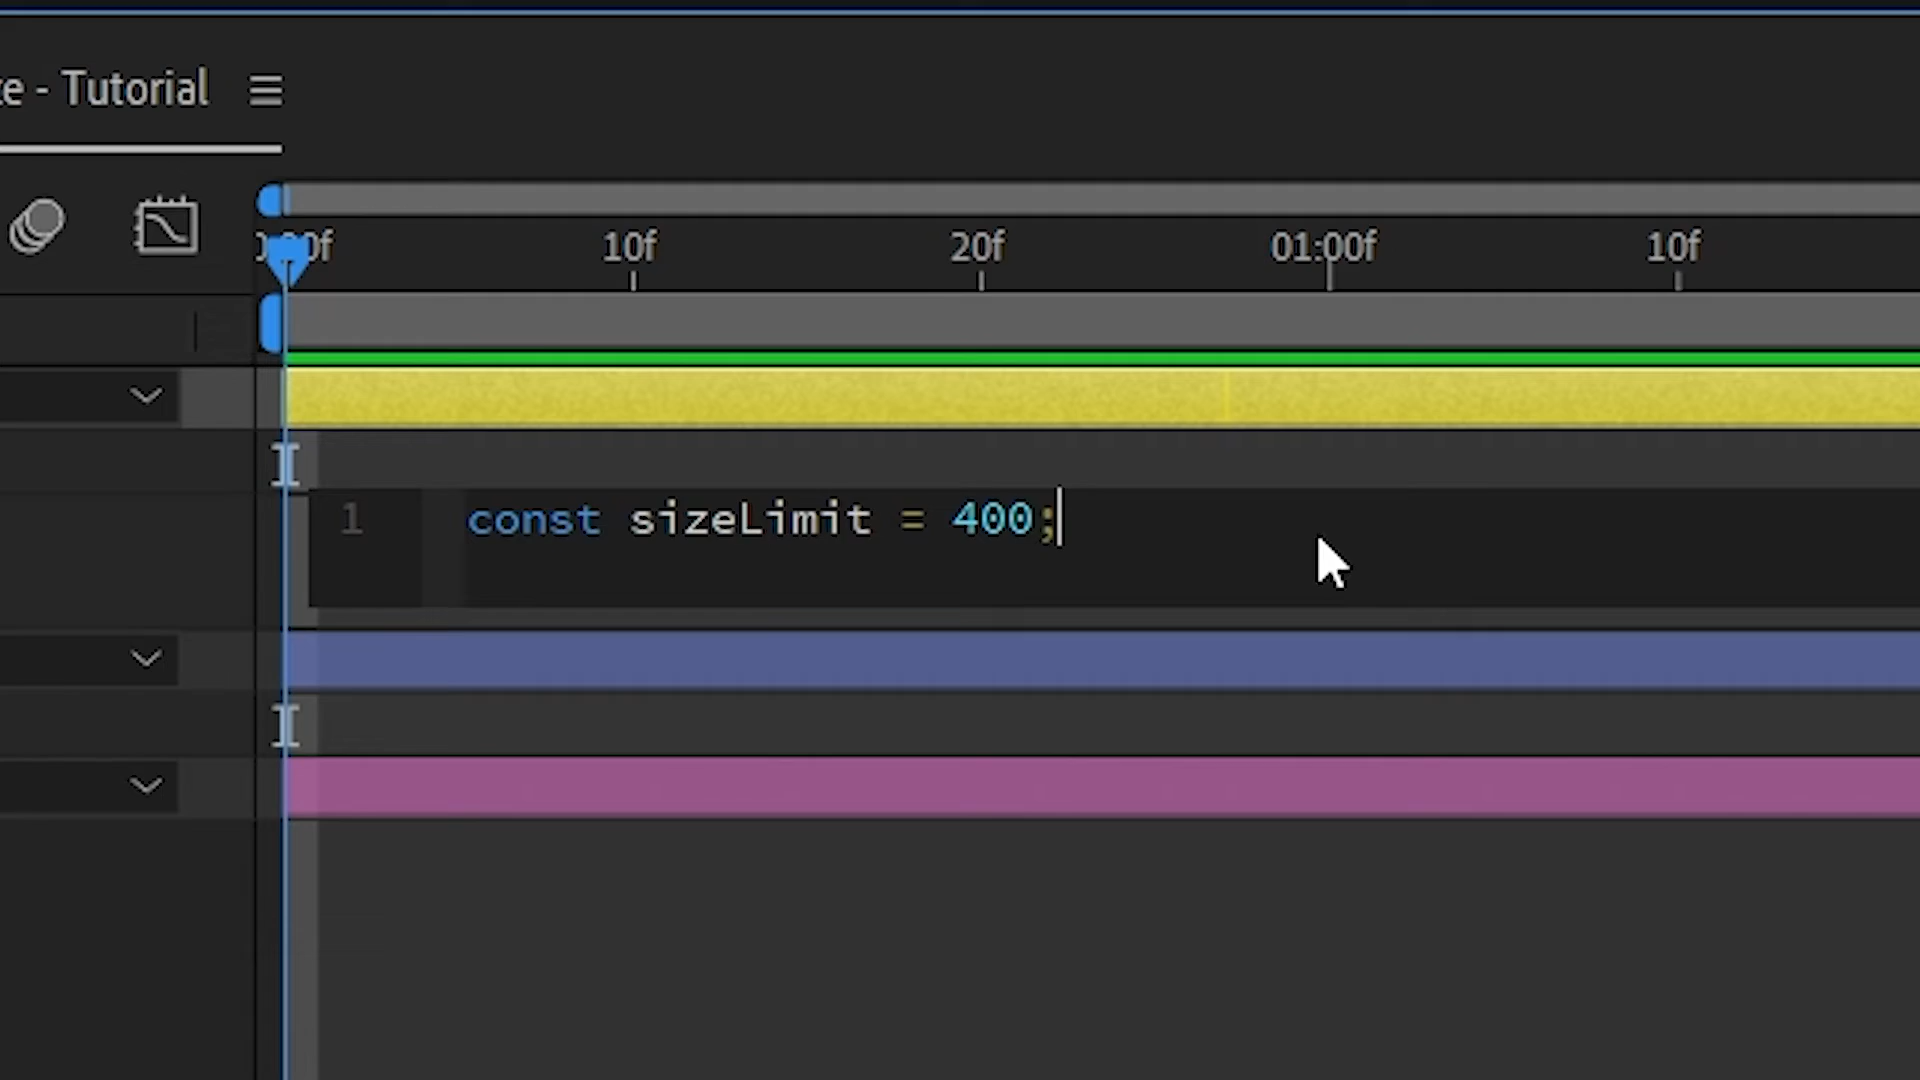 - Tutorial
10f
20f
01:00f
10f
1
const sizeLimit = 400;